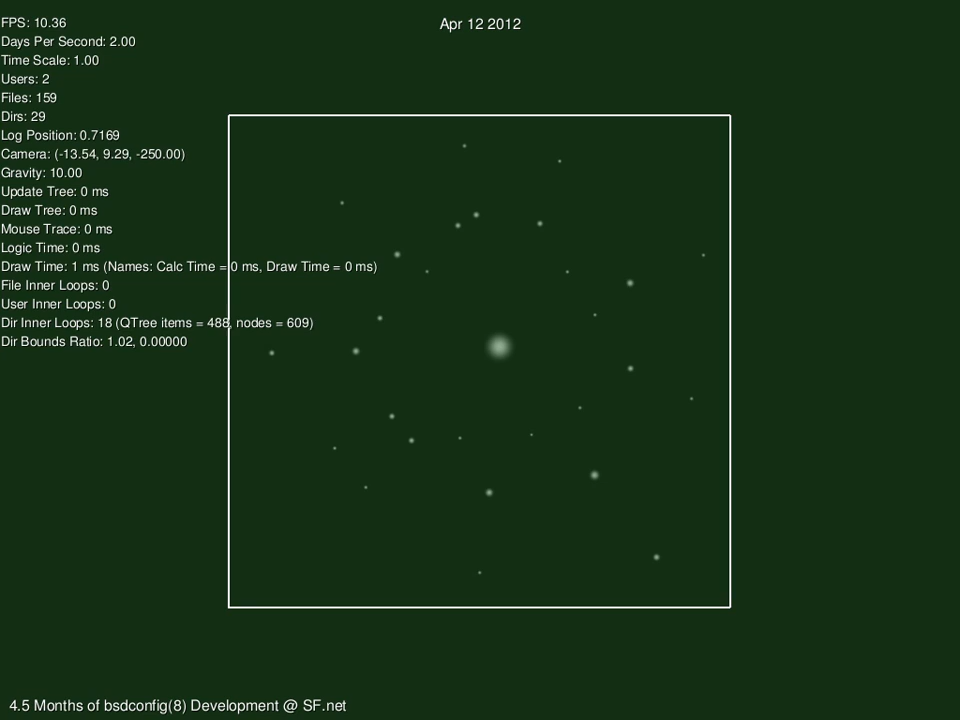 FPS: 10.36
Apr 12 2012
Days Per Second: 2.00
Time Scale: 1.00
Users: 2
Files: 159
Dirs: 29
Log Position: 0.7169
Camera: (-13.54, 9.29, -250.00)
Gravity: 10.00
Update Tree: 0 ms
Draw Tree: 0 ms
Mouse Trace: 0 ms
Logic Time: 0 ms
Draw Time: 1 ms (Names: Calc Time = 0 ms, Draw Time = 0 ms)
File Inner Loops: 0
User Inner Loops: 0
Dir Inner Loops: 18 (QTree items = 488, nodes = 609)
Dir Bounds Ratio: 1.02, 0.00000
4.5 Months of bsdconfig(8) Development @ SF.net